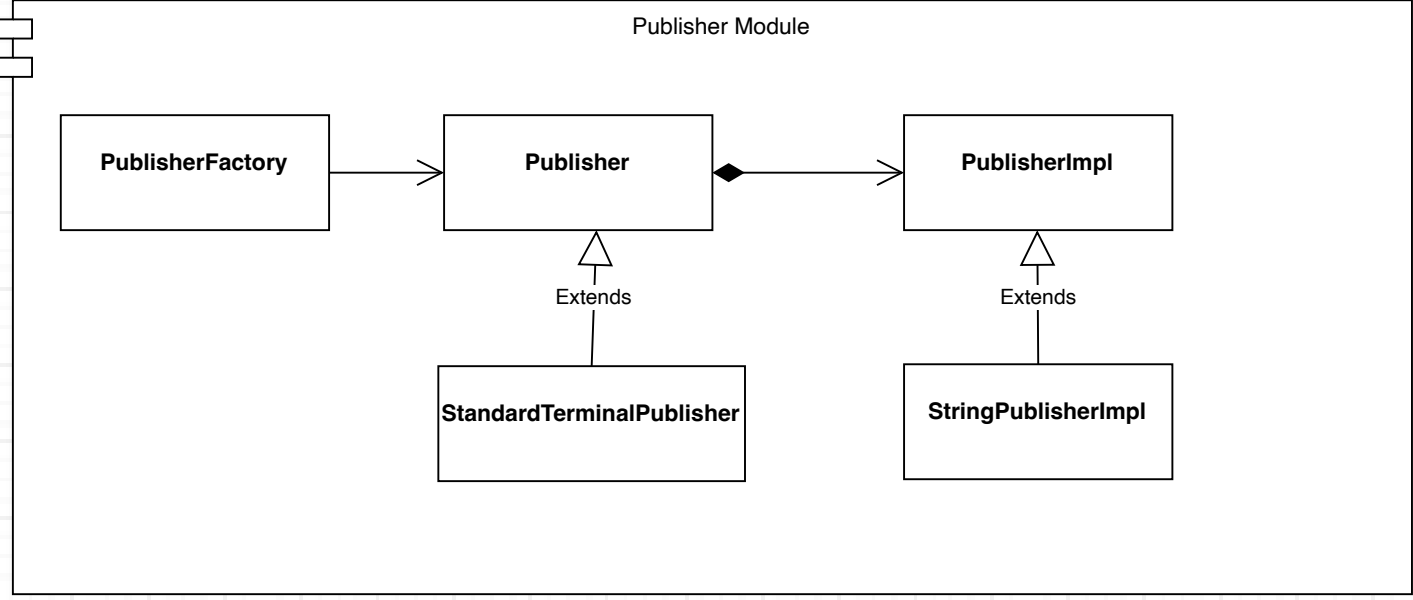 Publisher Module
PublisherFactory
Publisher
PublisherImpl
Extends
Extends
StandardTerminalPublisher
StringPublisherImpl